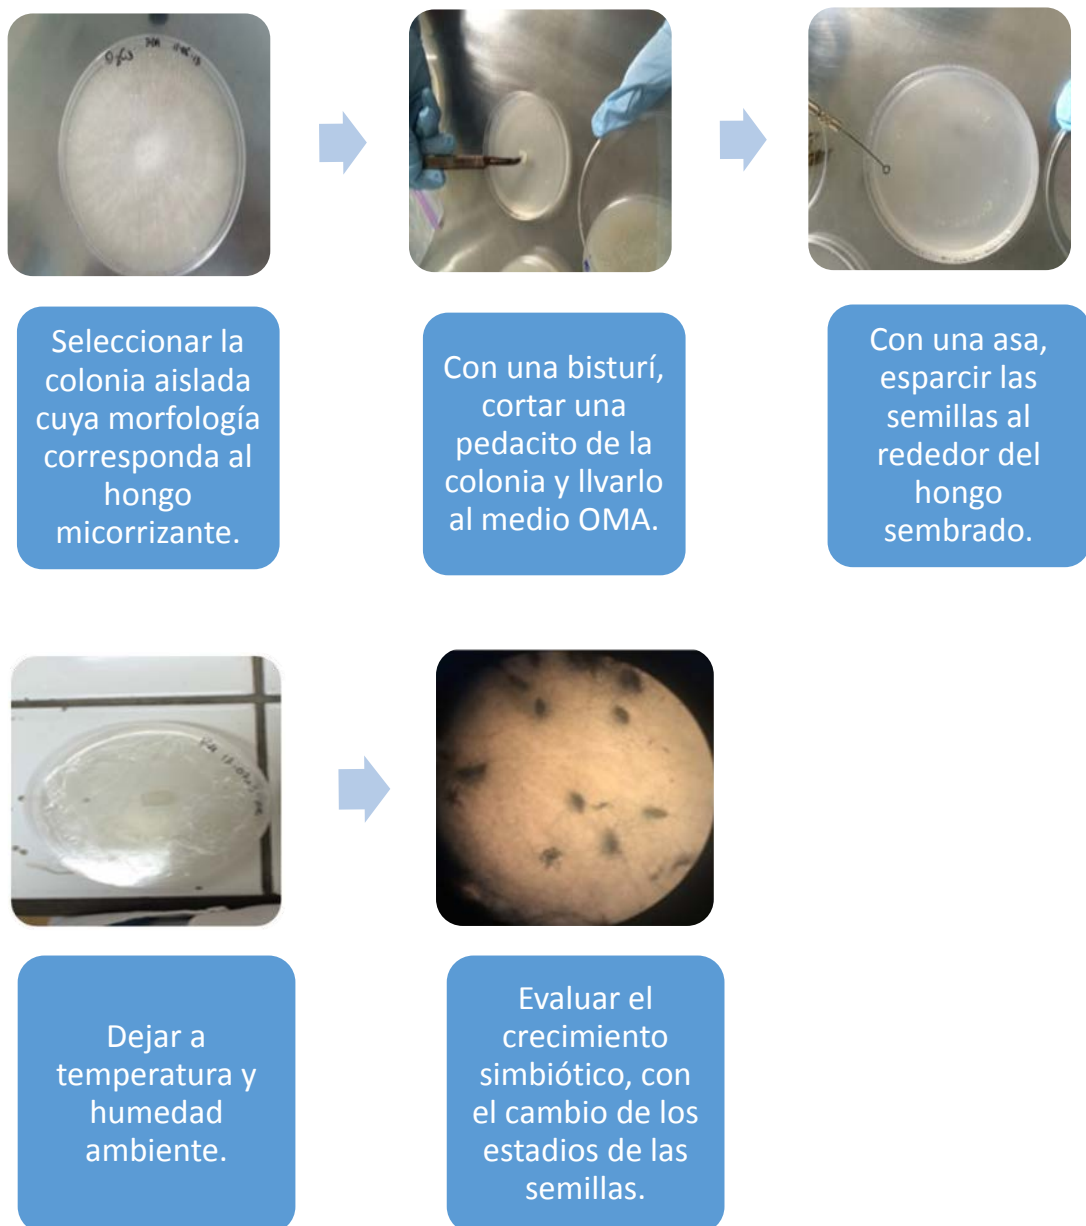 Seleccionar la
colonia aislada
cuya morfología
corresponda al
hongo
micorrizante.
Con una bisturí,
cortar una
pedacito de la
colonia y llvarlo
al medio OMA.
Con una asa,
esparcir las
semillas al
rededor del
hongo
sembrado.
Dejar a
temperatura y
humedad
ambiente.
Evaluar el
crecimiento
simbiótico, con
el cambio de los
estadios de las
semillas.